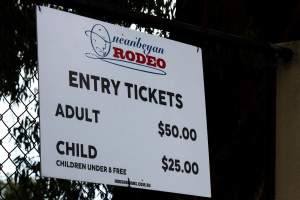 Queanbeyan
RODEO
ENTRY TICKETS
ADULT
$50.00
CHILD
$25.00
CHILDREN UNDER 8 FREE